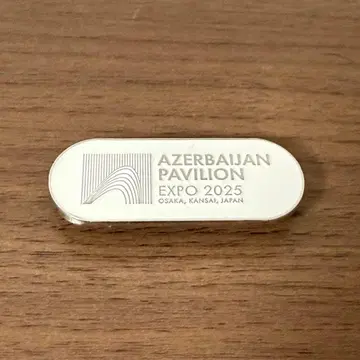 AZERBAIJAN
PAVILION
EXPO 2025
OSAKA, KANSAI, JAPAN